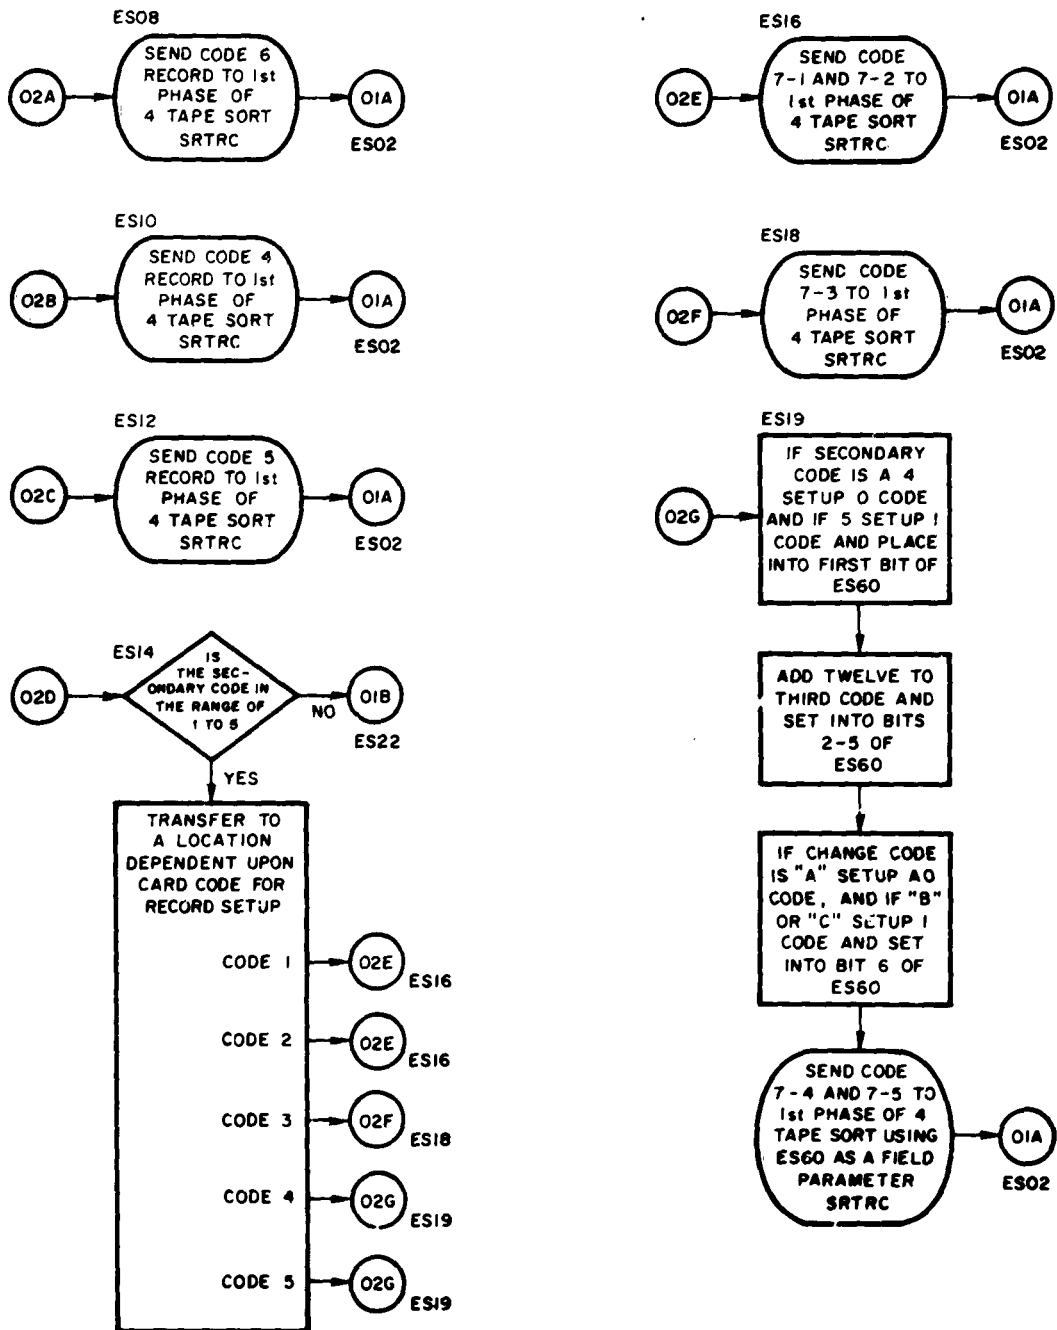 ES08
SEND CODE 6
RECORD TO 1st
PHASE OF
4 TAPE SORT
SRTRC
02A
01A
ES02
ES10
SEND CODE 4
RECORD TO 1st
PHASE OF
4 TAPE SORT
SRTRC
02B
01A
ES02
ES12
SEND CODE 5
RECORD TO 1st
PHASE OF
4 TAPE SORT
SRTRC
02C
01A
ES02
ES14
IS
THE SEC-
ONDARY CODE IN
THE RANGE OF
1 TO 5
02D
NO
01B
ES22
YES
TRANSFER TO
A LOCATION
DEPENDENT UPON
CARD CODE FOR
RECORD SETUP
CODE 1
02E
ES16
CODE 2
02E
ES16
CODE 3
02F
ES18
CODE 4
02G
ES19
CODE 5
02G
ES19
ES16
SEND CODE
7-1 AND 7-2 TO
1st PHASE OF
4 TAPE SORT
SRTRC
02E
01A
ES02
ES18
SEND CODE
7-3 TO 1st
PHASE OF
4 TAPE SORT
SRTRC
02F
01A
ES02
ES19
IF SECONDARY
CODE IS A 4
SETUP 0 CODE
AND IF 5 SETUP 1
CODE AND PLACE
INTO FIRST BIT OF
ES60
02G
ADD TWELVE TO
THIRD CODE AND
SET INTO BITS
2-5 OF
ES60
IF CHANGE CODE
IS "A" SETUP A0
CODE, AND IF "B"
OR "C" SETUP 1
CODE AND SET
INTO BIT 6 OF
ES60
SEND CODE
7-4 AND 7-5 TO
1st PHASE OF 4
TAPE SORT USING
ES60 AS A FIELD
PARAMETER
SRTRC
01A
ES02